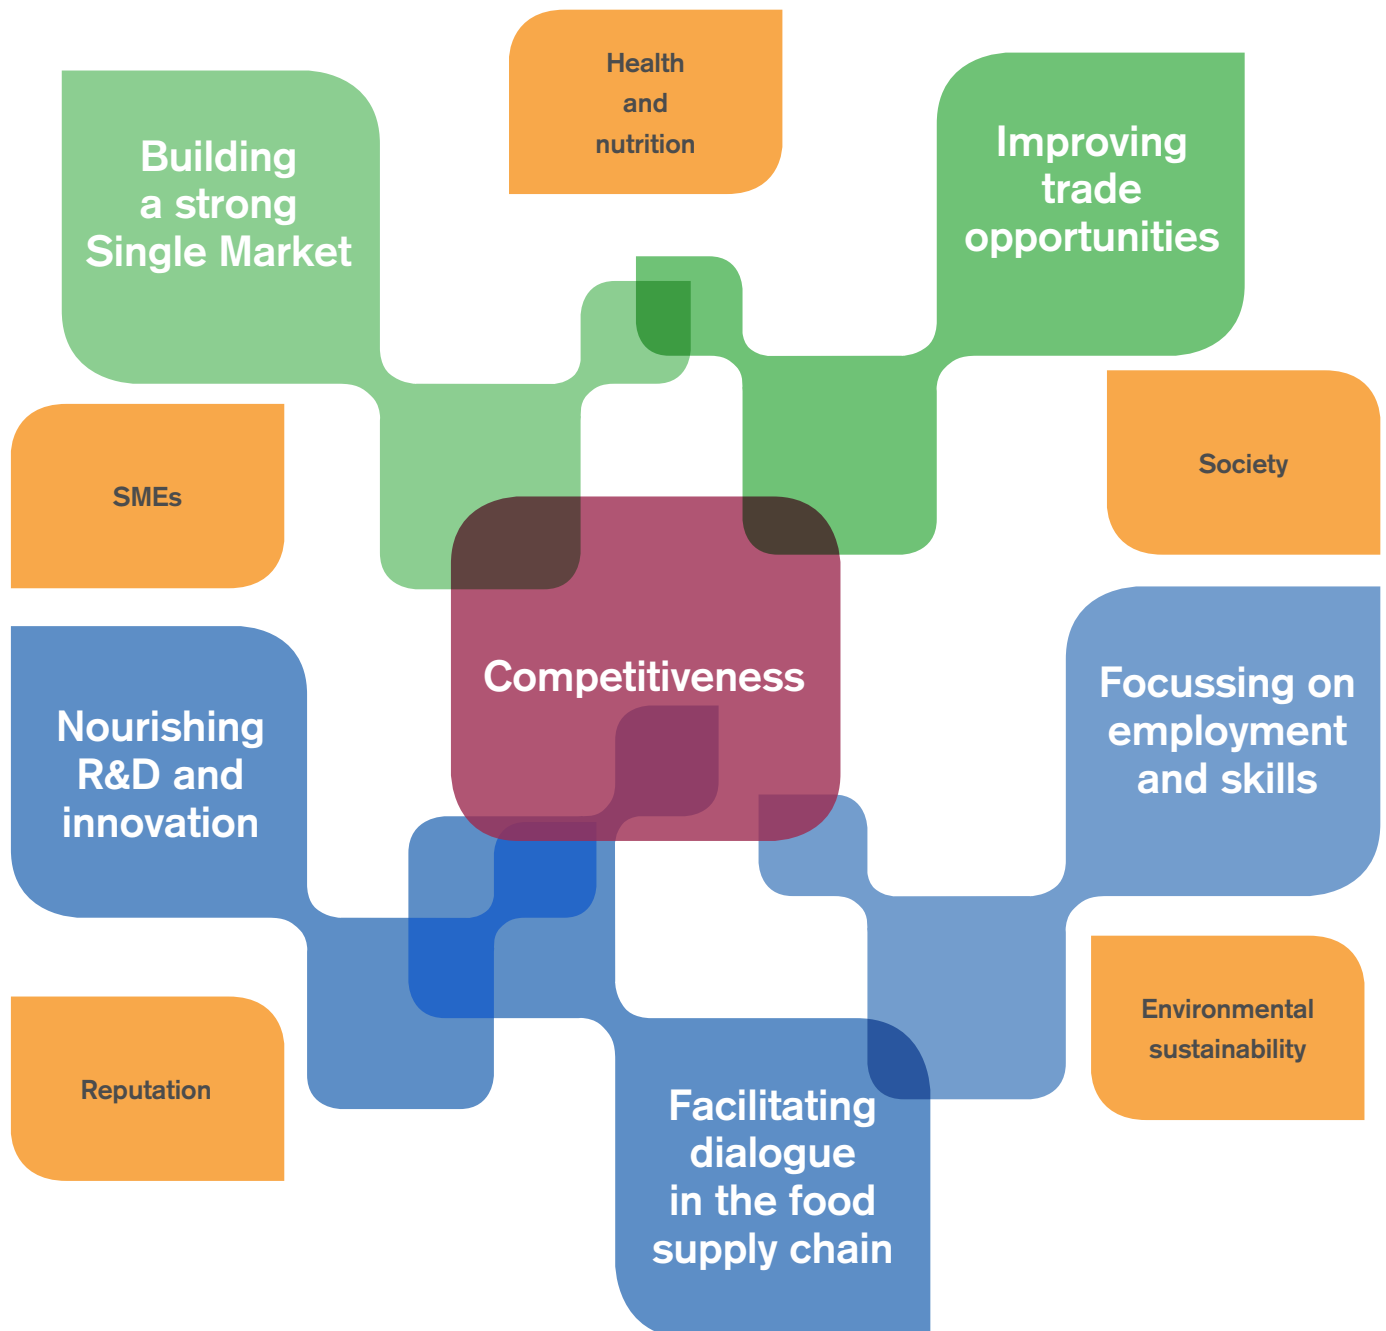 Health
and
nutrition
Building
a strong
Single Market
Improving
trade
opportunities
SMEs
Society
Competitiveness
Nourishing
R&D and
innovation
Focussing on
employment
and skills
Reputation
Environmental
sustainability
Facilitating
dialogue
in the food
supply chain